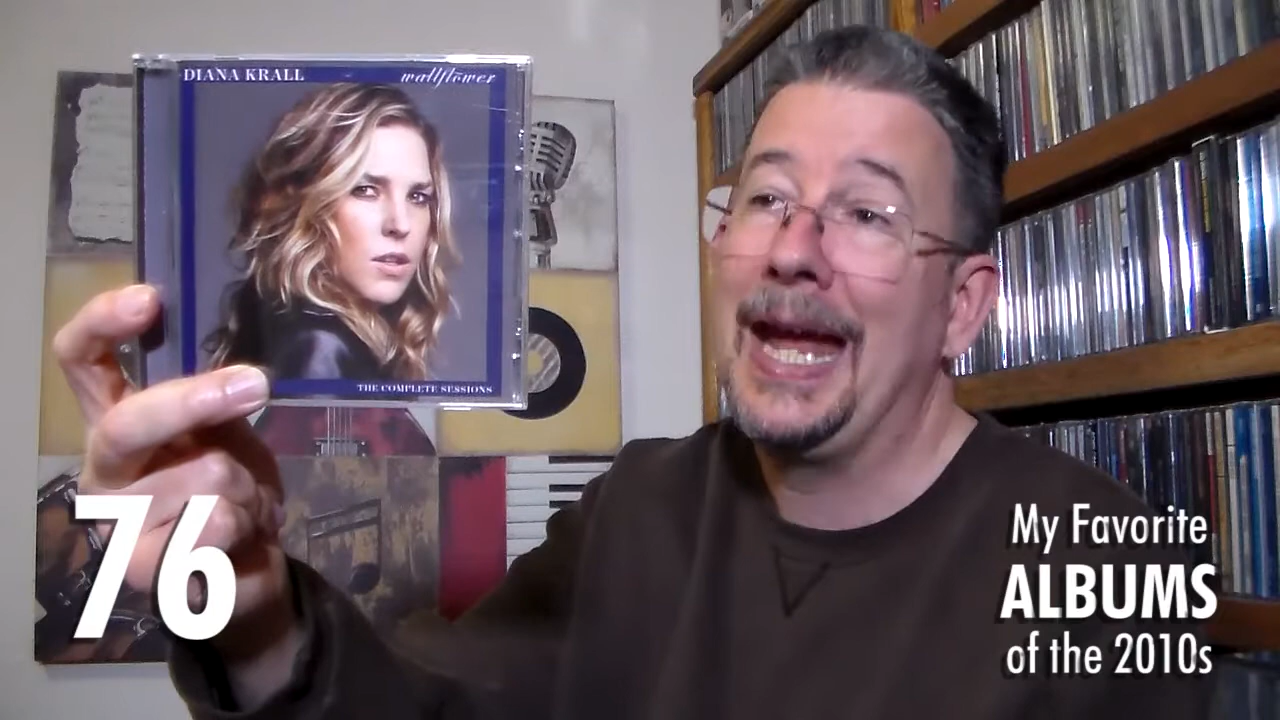 DIANA KRALL wallflower
THE COMPLETE SESSIONS
76
My Favorite
ALBUMS
of the 2010s